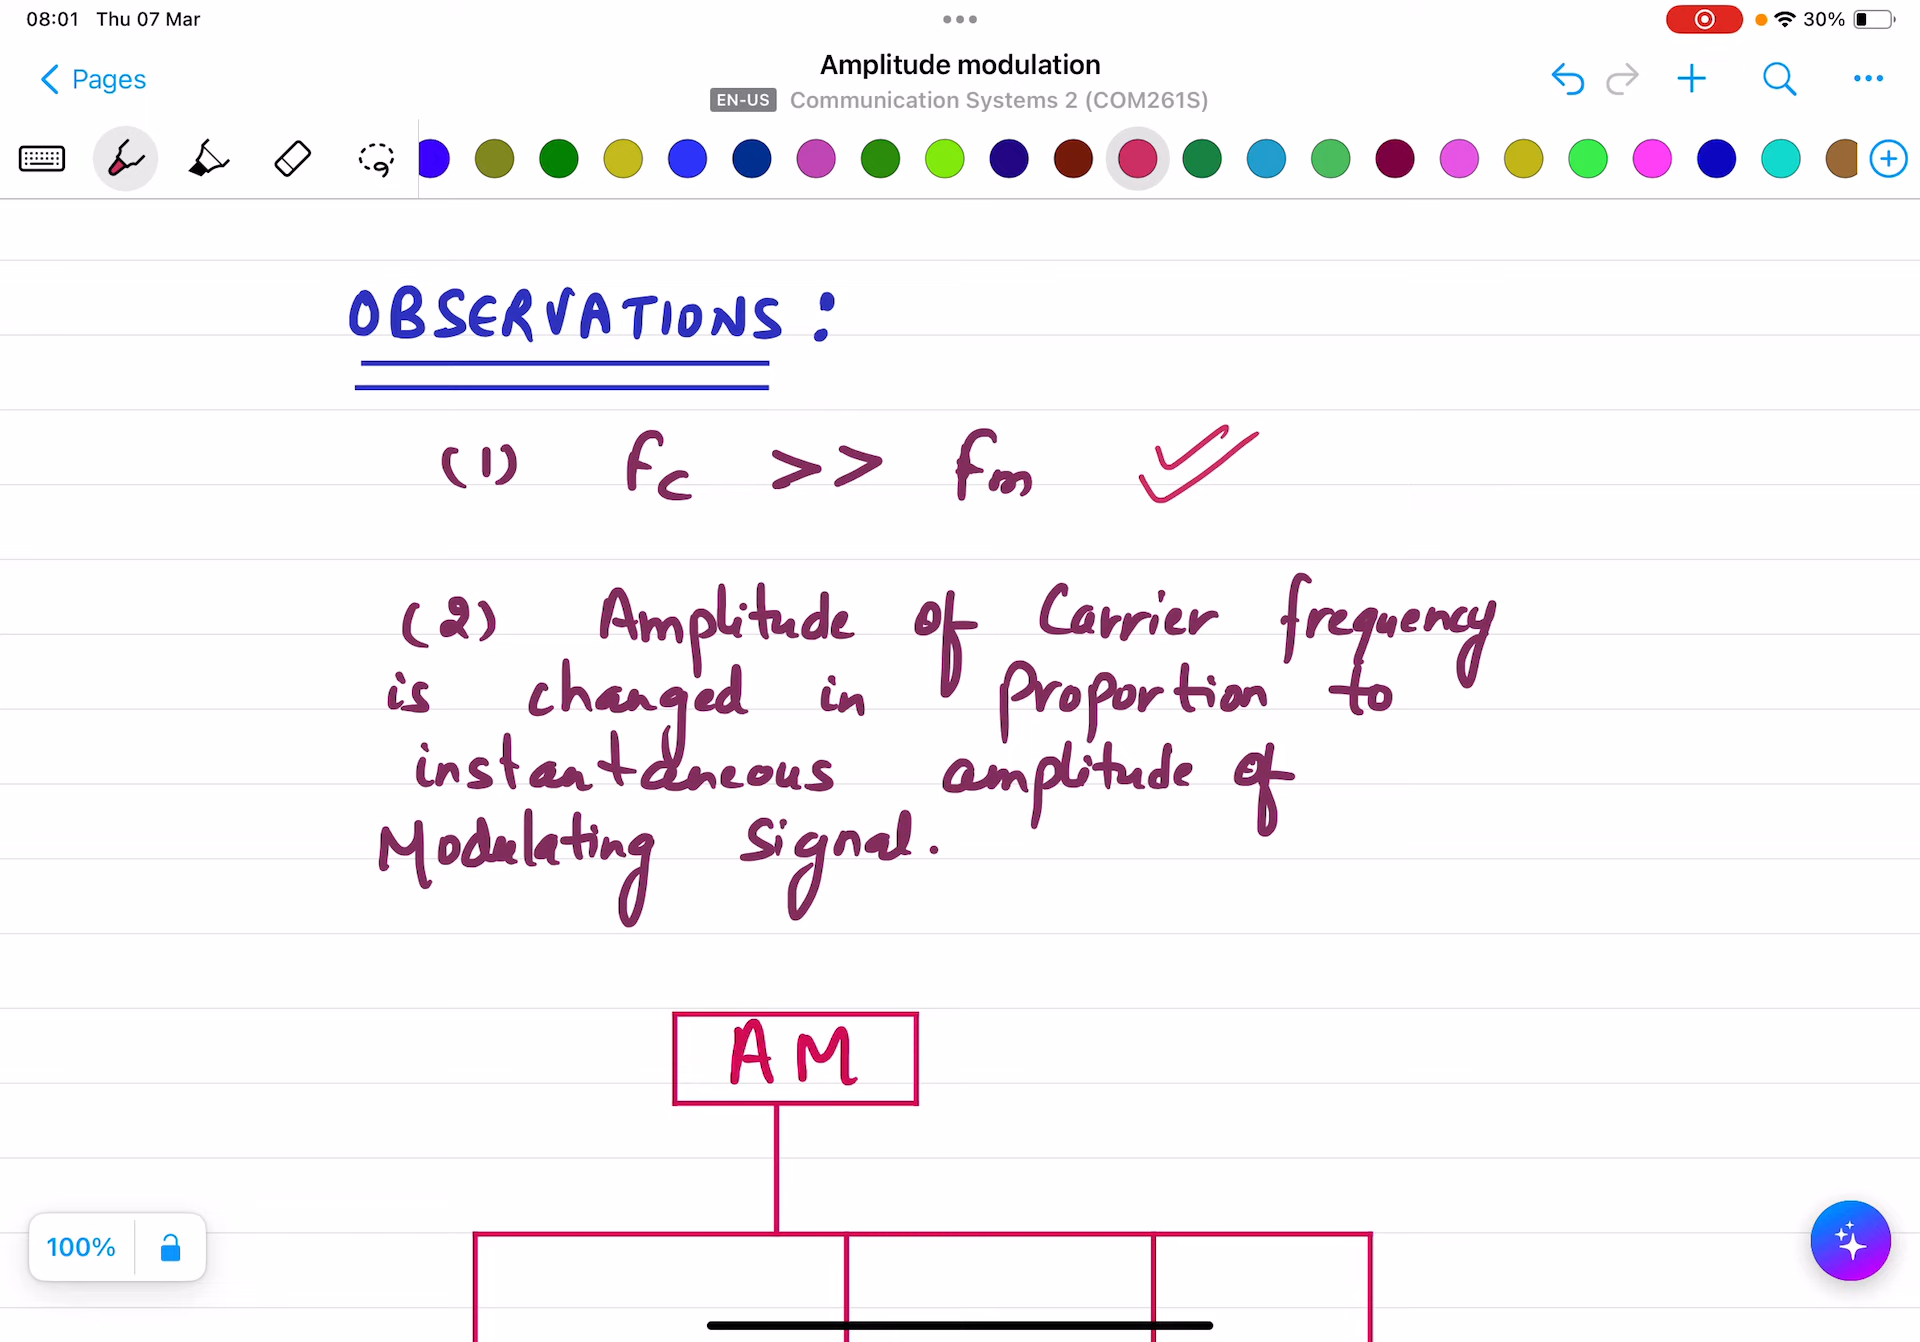 08:01 Thu 07 Mar
30%
Pages
Amplitude modulation
EN-US Communication Systems 2 (COM261S)
OBSERVATIONS :
(1) fc >> fm
(2) Amplitude of Carrier frequency
is changed in proportion to
instantaneous amplitude of
Modulating Signal.
AM
100%